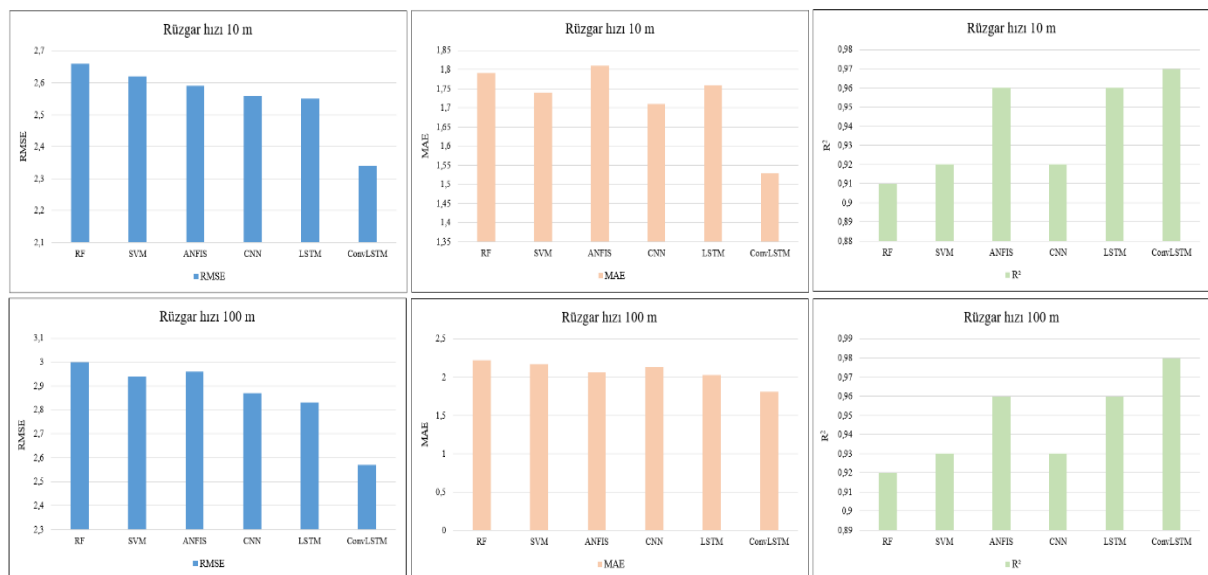 Rüzgar hızı 10 m
2,7
2,6
2,5
2,4
2,3
2,2
2,1
RMSE
RF SVM ANFIS CNN LSTM ConvLSTM
RMSE
Rüzgar hızı 10 m
1,85
1,8
1,75
1,7
1,65
1,6
1,55
1,5
1,45
1,4
1,35
MAE
RF SVM ANFIS CNN LSTM ConvLSTM
MAE
Rüzgar hızı 10 m
0,98
0,97
0,96
0,95
0,94
0,93
0,92
0,91
0,9
0,89
0,88
R²
RF SVM ANFIS CNN LSTM ConvLSTM
R²
Rüzgar hızı 100 m
3,1
3
2,9
2,8
2,7
2,6
2,5
2,4
2,3
RMSE
RF SVM ANFIS CNN LSTM ConvLSTM
RMSE
Rüzgar hızı 100 m
2,5
2
1,5
1
0,5
0
MAE
RF SVM ANFIS CNN LSTM ConvLSTM
MAE
Rüzgar hızı 100 m
0,99
0,98
0,97
0,96
0,95
0,94
0,93
0,92
0,91
0,9
0,89
R²
RF SVM ANFIS CNN LSTM ConvLSTM
R²